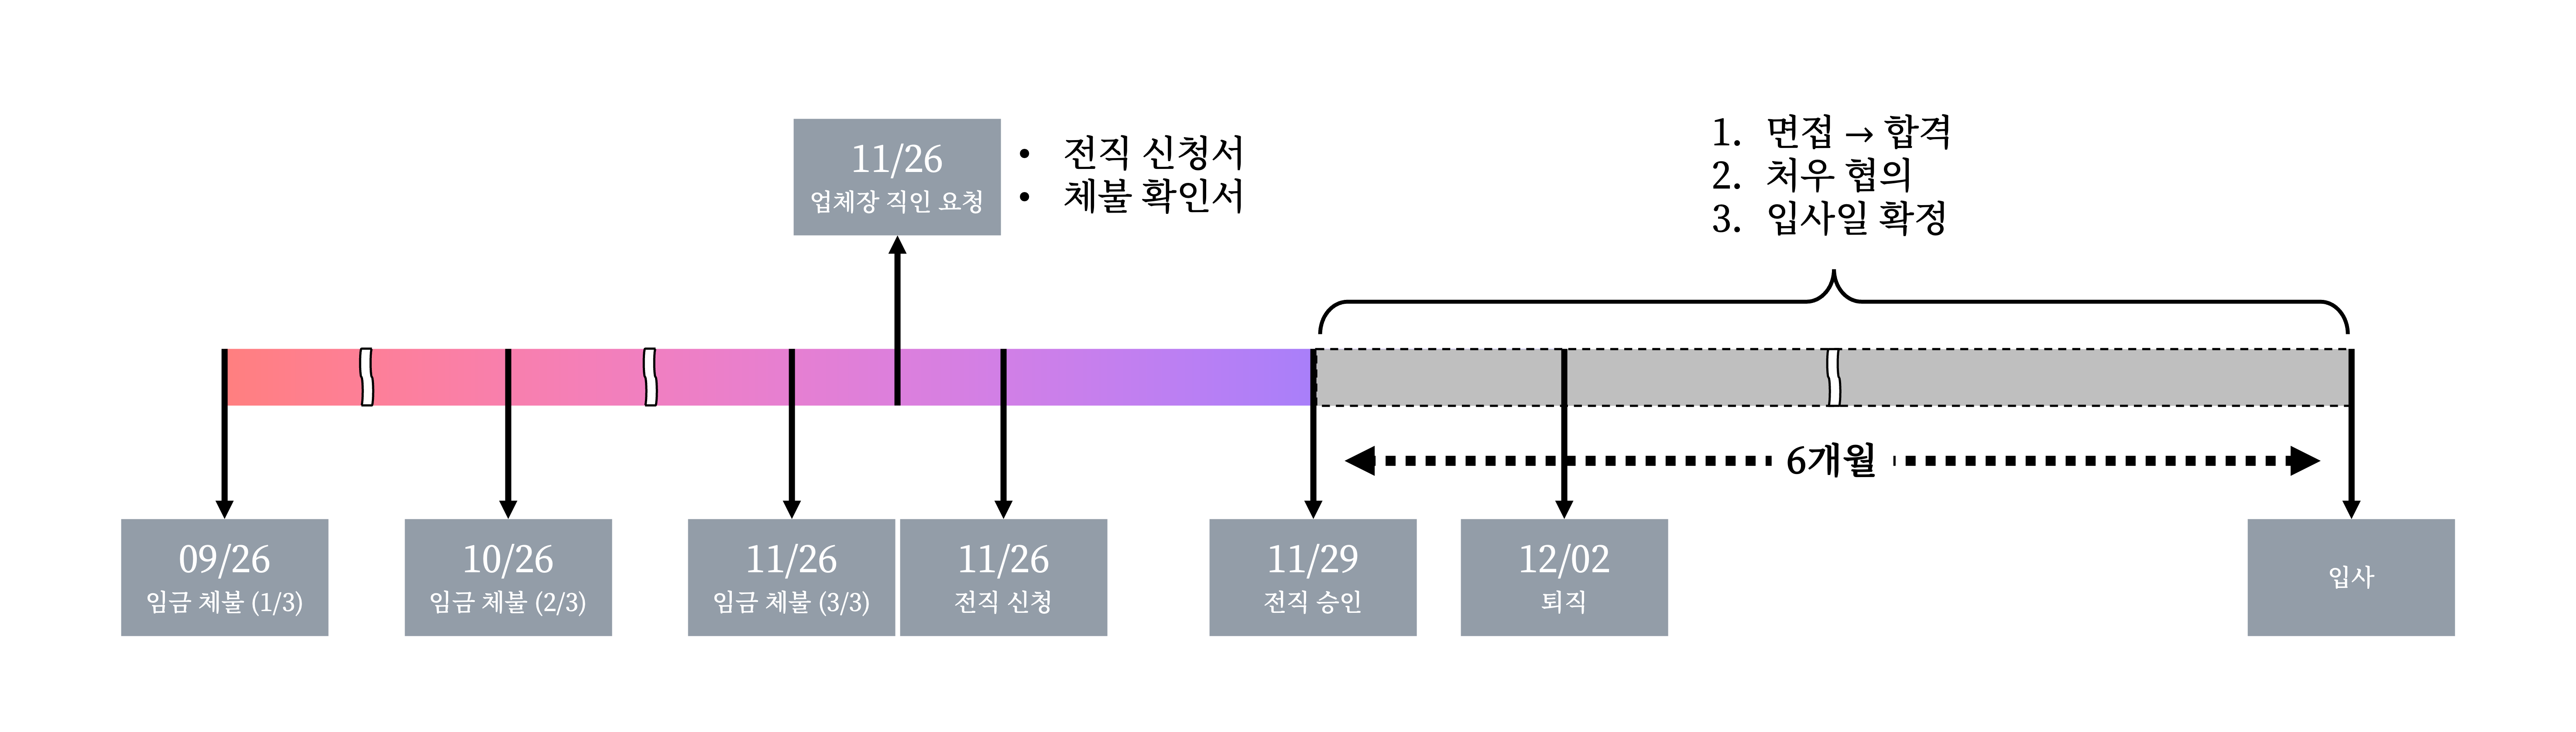 11/26
업체장 직인 요청
• 전직 신청서
• 체불 확인서
1. 면접 → 합격
2. 처우 협의
3. 입사일 확정
6개월
09/26
임금 체불 (1/3)
10/26
임금 체불 (2/3)
11/26
임금 체불 (3/3)
11/26
전직 신청
11/29
전직 승인
12/02
퇴직
입사